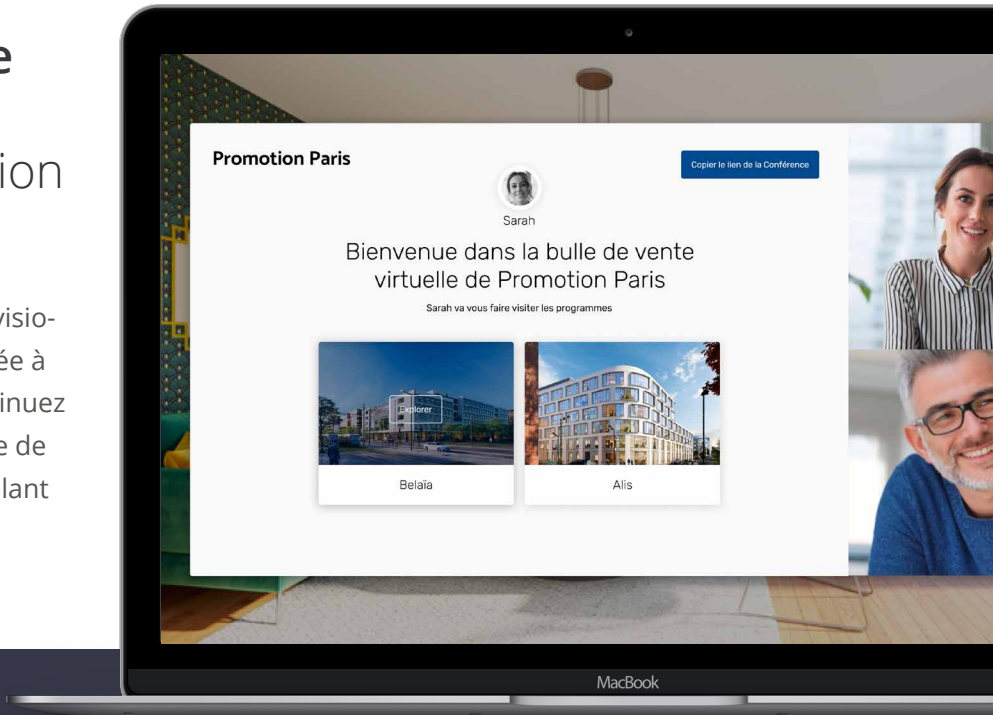 e
ion
visio-
ée à
inuez
e de
lant
Promotion Paris
Copier le lien de la Conférence
Sarah
Bienvenue dans la bulle de vente
virtuelle de Promotion Paris
Sarah va vous faire visiter les programmes
Explorer
Belaïa
Alis
MacBook